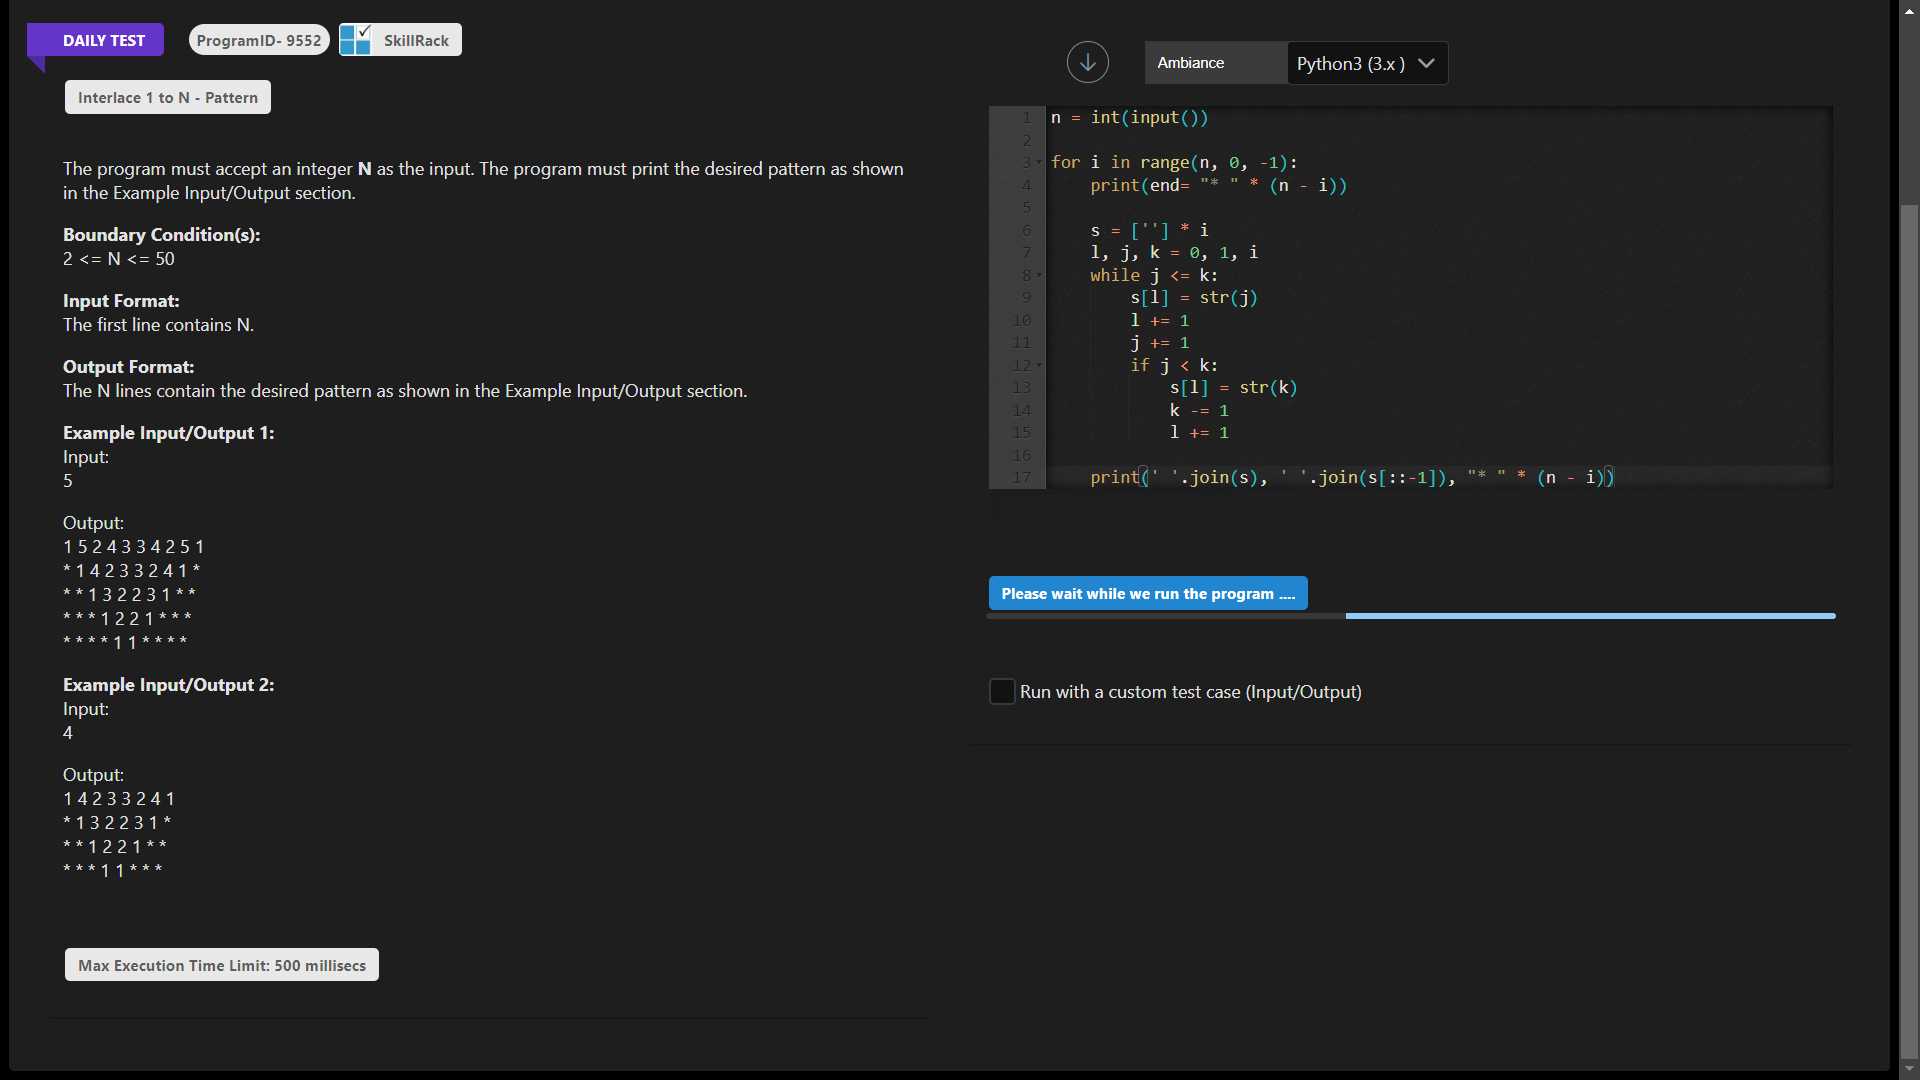 DAILY TEST
ProgramID- 9552
SkillRack
Interlace 1 to N - Pattern
The program must accept an integer N as the input. The program must print the desired pattern as shown
in the Example Input/Output section.
Boundary Condition(s):
2 <= N <= 50
Input Format:
The first line contains N.
Output Format:
The N lines contain the desired pattern as shown in the Example Input/Output section.
Example Input/Output 1:
Input:
5
Output:
1 5 2 4 3 3 4 2 5 1
* 1 4 2 3 3 2 4 1 *
* * 1 3 2 2 3 1 * *
* * * 1 2 2 1 * * *
* * * * 1 1 * * * *
Example Input/Output 2:
Input:
4
Output:
1 4 2 3 3 2 4 1
* 1 3 2 2 3 1 *
* * 1 2 2 1 * *
* * * 1 1 * * *
Max Execution Time Limit: 500 millisecs
Ambiance
Python3 (3.x )
1 n = int(input())
2
3 for i in range(n, 0, -1):
4     print(end= "* " * (n - i))
5
6     s = [''] * i
7     l, j, k = 0, 1, i
8     while j <= k:
9         s[l] = str(j)
10         l += 1
11         j += 1
12         if j < k:
13             s[l] = str(k)
14             k -= 1
15             l += 1
16
17     print(' '.join(s), ' '.join(s[::-1]), "* " * (n - i))
Please wait while we run the program ....
Run with a custom test case (Input/Output)